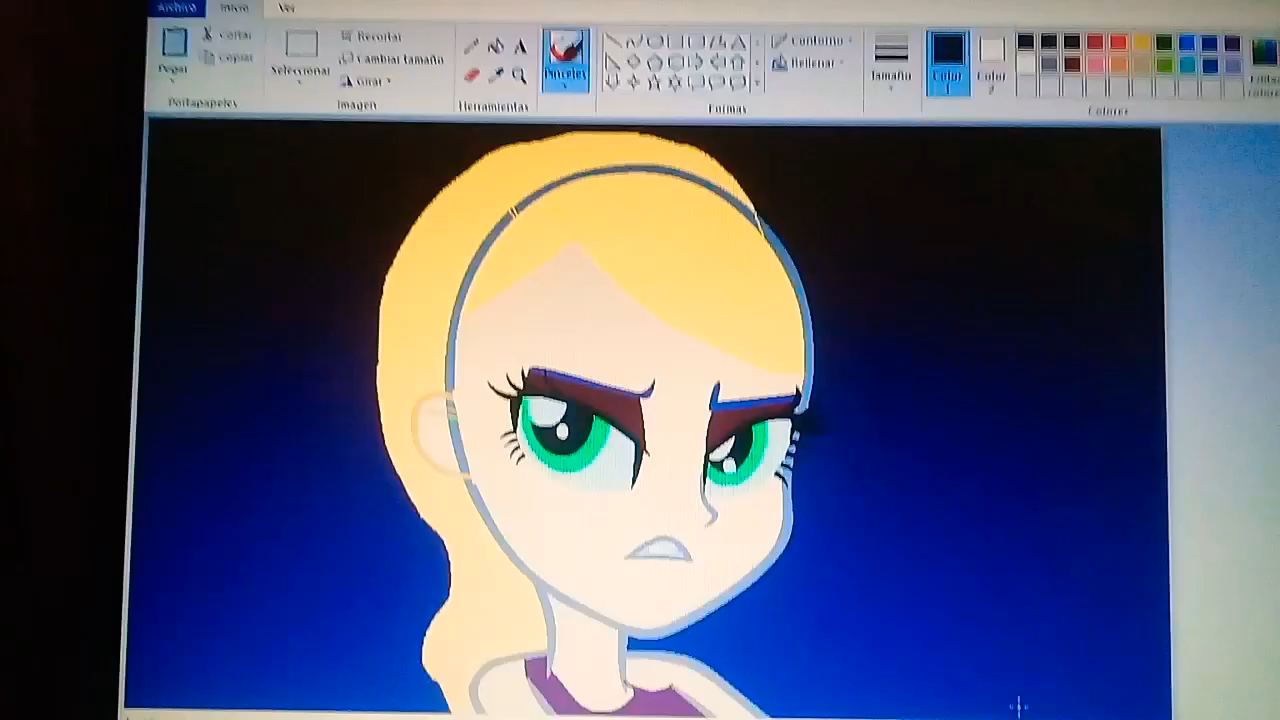 Archivo Inicio Ver
Pegar
Cortar
Copiar
Portapapeles
Seleccionar
Recortar
Cambiar tamaño
Girar
Imagen
A
Herramientas
Pinceles
Contorno
Rellenar
Formas
Tamaño
Color
1
Color
2
Colores